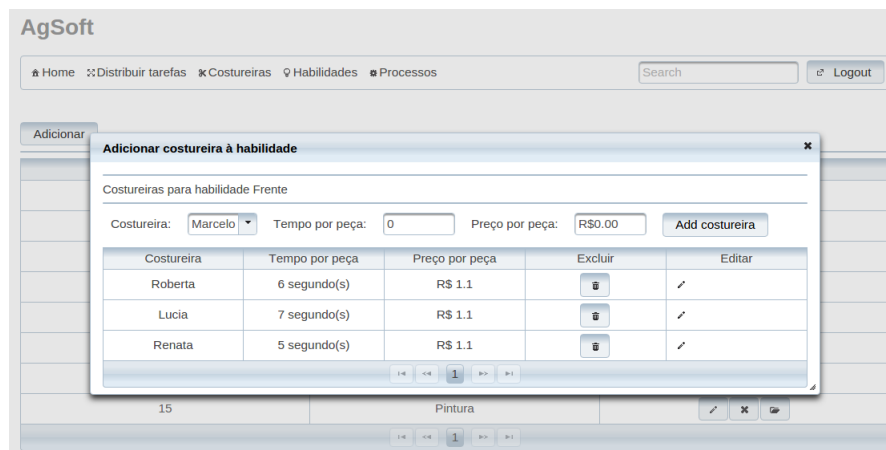 AgSoft
Home Distribuir tarefas Costureiras Habilidades Processos Search Logout
Adicionar
Adicionar costureira à habilidade
Costureiras para habilidade Frente
Costureira: Marcelo Tempo por peça: 0 Preço por peça: R$0.00 Add costureira
Costureira Tempo por peça Preço por peça Excluir Editar
Roberta 6 segundo(s) R$ 1.1
Lucia 7 segundo(s) R$ 1.1
Renata 5 segundo(s) R$ 1.1
1
15 Pintura
1